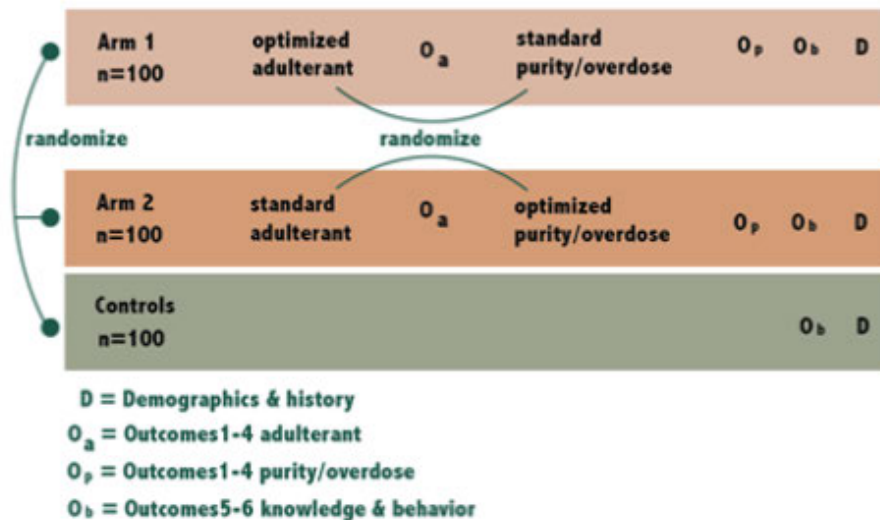 Arm 1 optimized O a standard O p O b D
n=100 adulterant purity/overdose
randomize randomize
Arm 2 standard O a optimized O p O b D
n=100 adulterant purity/overdose
Controls
n=100 O b D
D = Demographics & history
O a = Outcomes1-4 adulterant
O p = Outcomes1-4 purity/overdose
O b = Outcomes5-6 knowledge & behavior